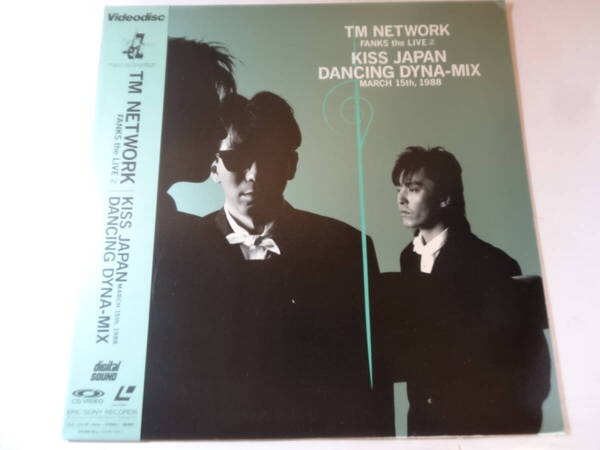 Videodisc
TM NETWORK
FANKS the LIVE 2
KISS JAPAN
DANCING DYNA-MIX
MARCH 15th, 1988
TM NETWORK
FANKS the LIVE 2
KISS JAPAN
MARCH 15th, 1988
DANCING DYNA-MIX
digital
SOUND
CD VIDEO
EPIC/SONY RECORDS